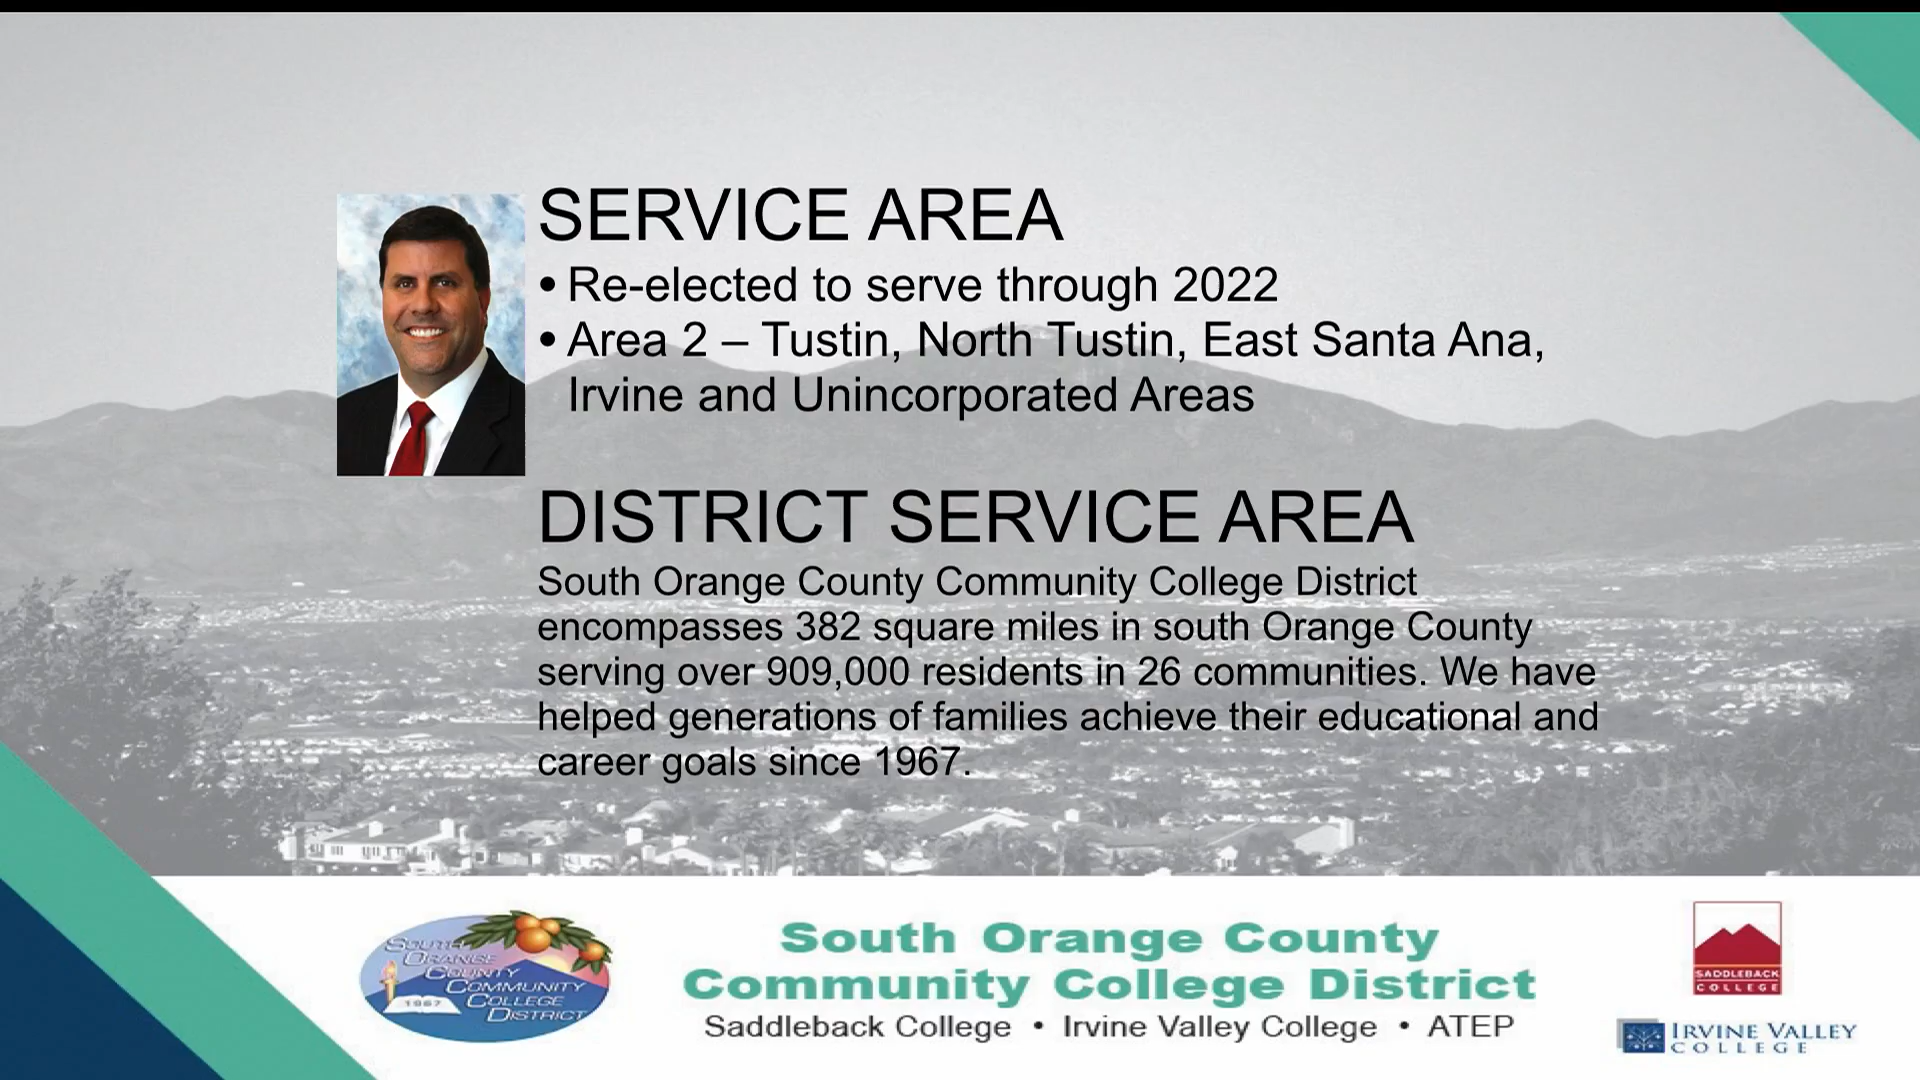 SERVICE AREA
• Re-elected to serve through 2022
• Area 2 – Tustin, North Tustin, East Santa Ana,
Irvine and Unincorporated Areas
DISTRICT SERVICE AREA
South Orange County Community College District
encompasses 382 square miles in south Orange County
serving over 909,000 residents in 26 communities. We have
helped generations of families achieve their educational and
career goals since 1967.
SOUTH
ORANGE
COUNTY
COMMUNITY
COLLEGE
DISTRICT
1967
South Orange County
Community College District
Saddleback College • Irvine Valley College • ATEP
SADDLEBACK
COLLEGE
IRVINE VALLEY
COLLEGE